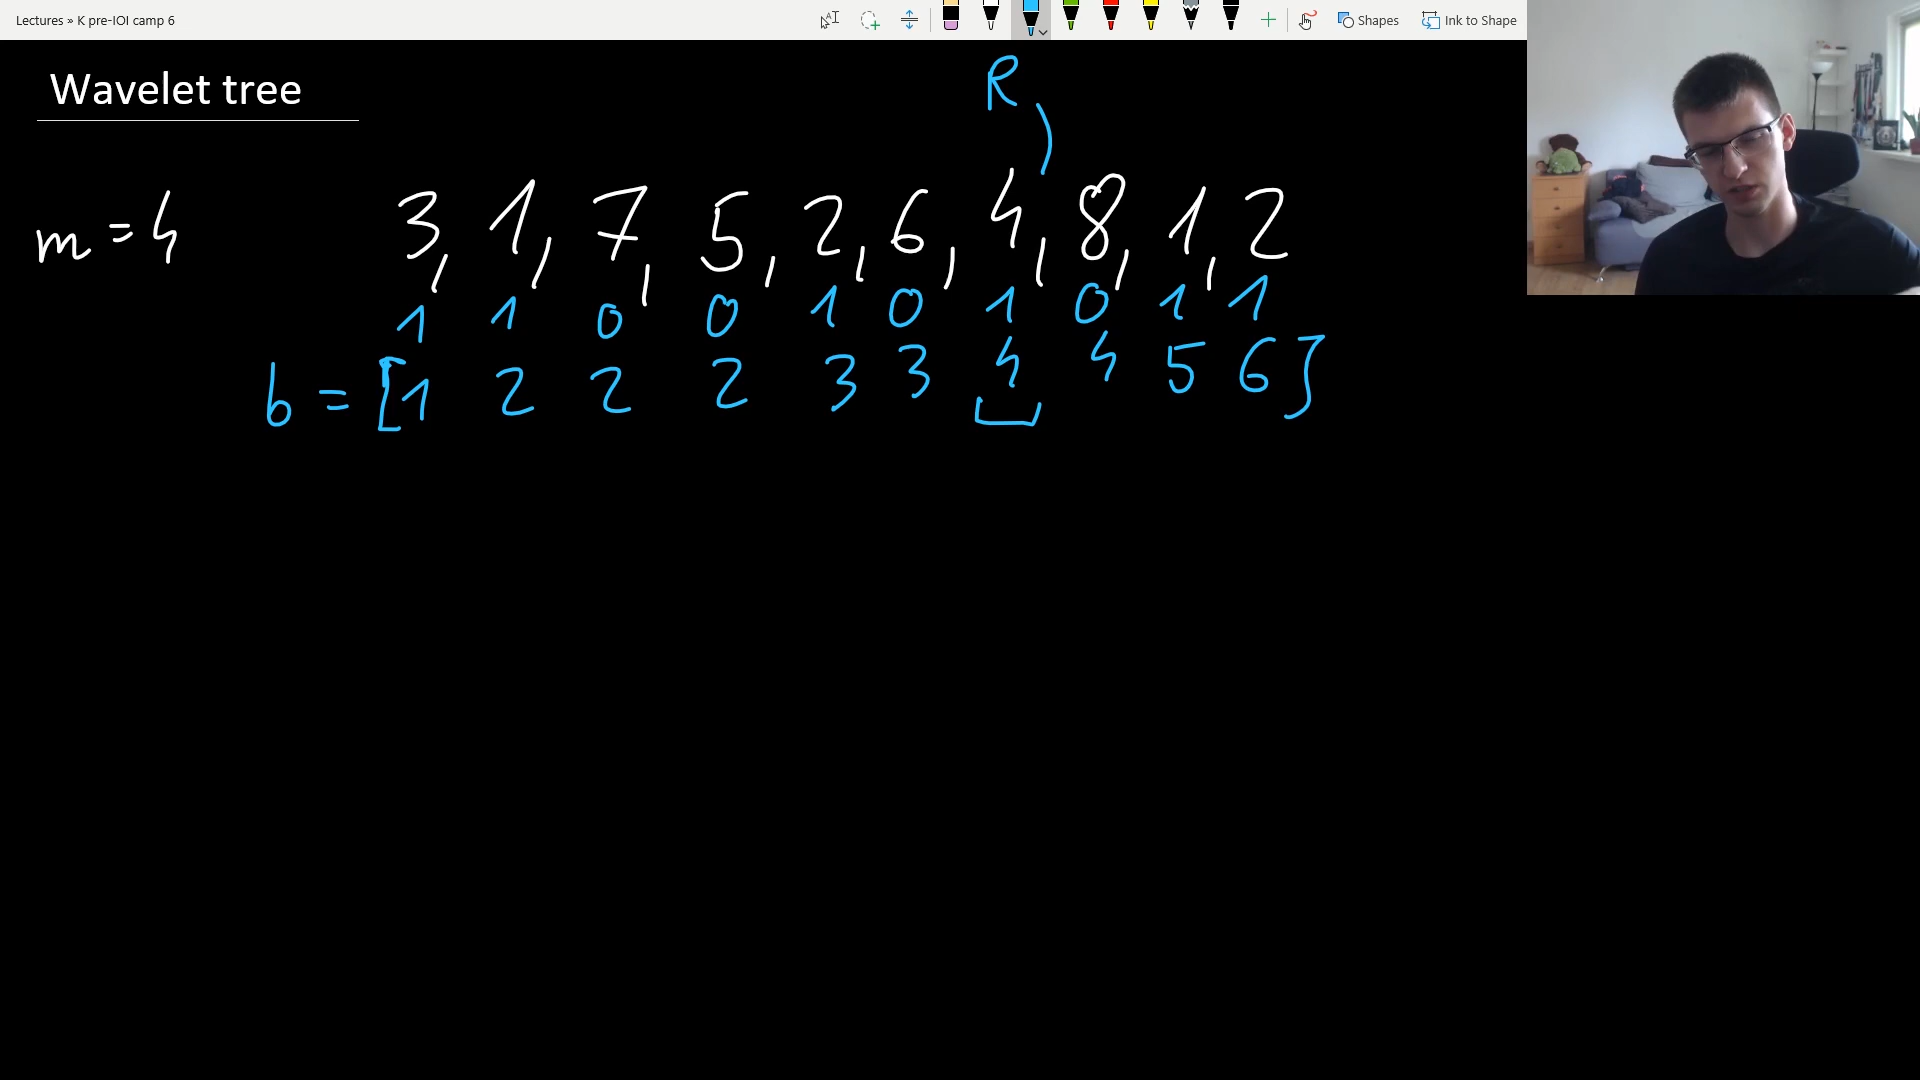 Lectures » K pre-IOI camp 6
Shapes
Ink to Shape
Wavelet tree
R
)
m = 4
3, 1, 7, 5, 2, 6, 4, 8, 1, 2
1 1 0 0 1 0 1 0 1 1
b = [1 2 2 2 3 3 4 4 5 6]